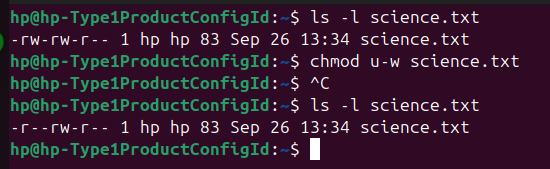 hp@hp-Type1ProductConfigId:~$ ls -l science.txt
-rw-rw-r-- 1 hp hp 83 Sep 26 13:34 science.txt
hp@hp-Type1ProductConfigId:~$ chmod u-w science.txt
hp@hp-Type1ProductConfigId:~$ ^C
hp@hp-Type1ProductConfigId:~$ ls -l science.txt
-r--rw-r-- 1 hp hp 83 Sep 26 13:34 science.txt
hp@hp-Type1ProductConfigId:~$